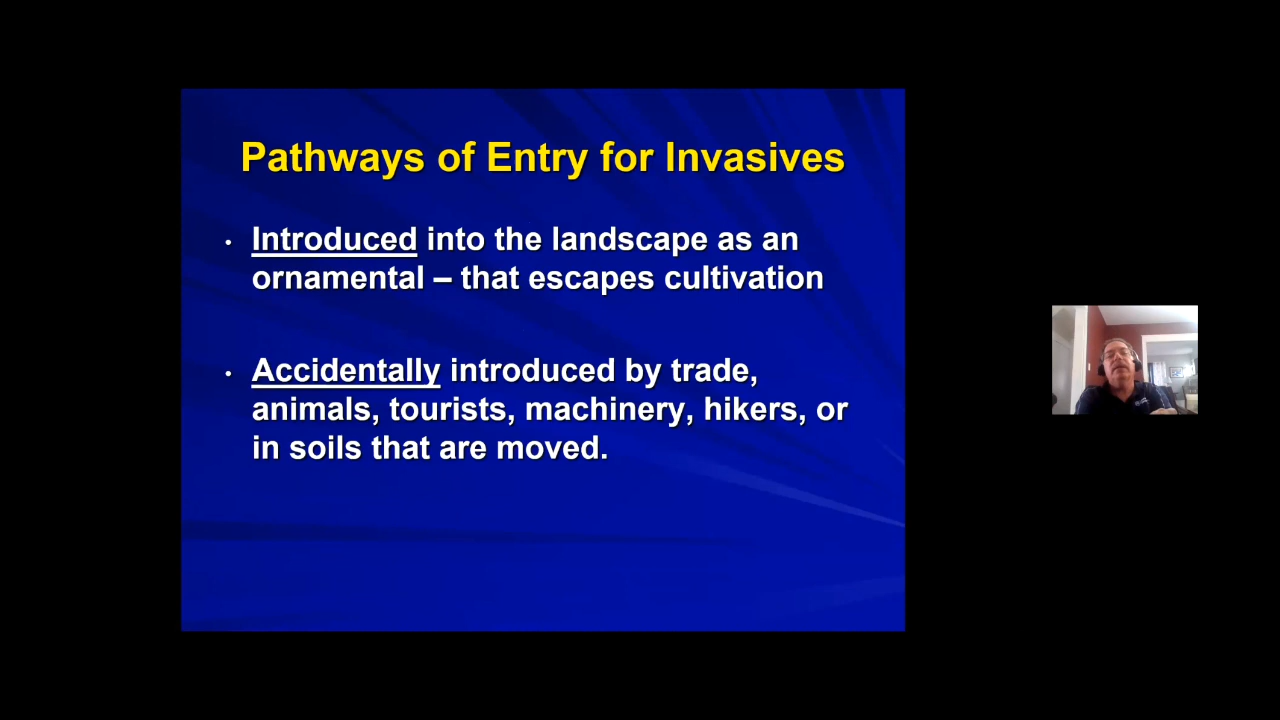 Pathways of Entry for Invasives
• Introduced into the landscape as an
ornamental – that escapes cultivation
• Accidentally introduced by trade,
animals, tourists, machinery, hikers, or
in soils that are moved.